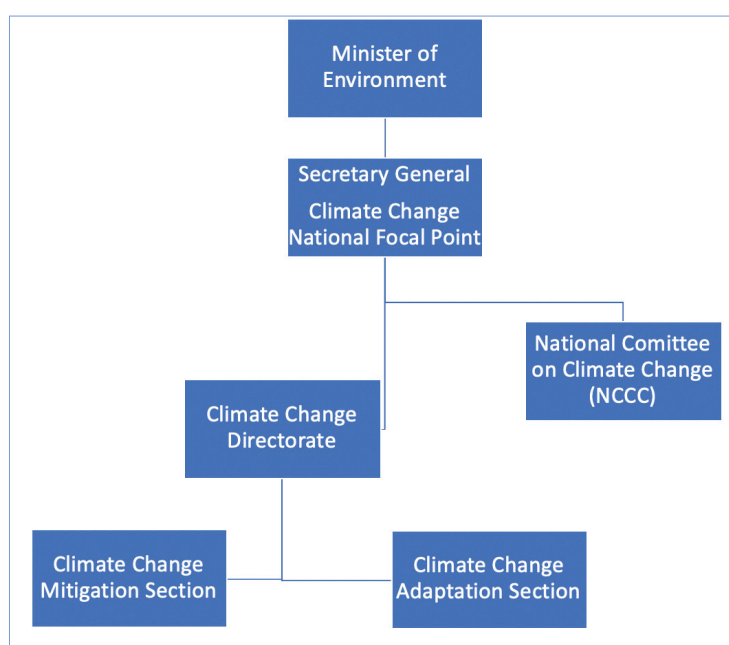 Minister of
Environment
Secretary General
Climate Change
National Focal Point
National Comittee
on Climate Change
(NCCC)
Climate Change
Directorate
Climate Change
Mitigation Section
Climate Change
Adaptation Section